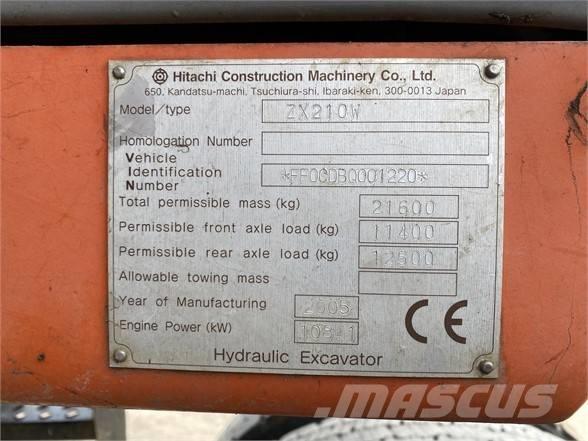 Hitachi Construction Machinery Co., Ltd.
650, Kandatsu-machi, Tsuchiura-shi, Ibaraki-ken, 300-0013 Japan
Model/type ZX210W
Homologation Number
Vehicle
Identification *FF0GDBQ001220*
Number
Total permissible mass (kg) 21600
Permissible front axle load (kg) 11400
Permissible rear axle load (kg) 12600
Allowable towing mass
Year of Manufacturing 2005
Engine Power (kW)
CE
Hydraulic Excavator
MASCUS